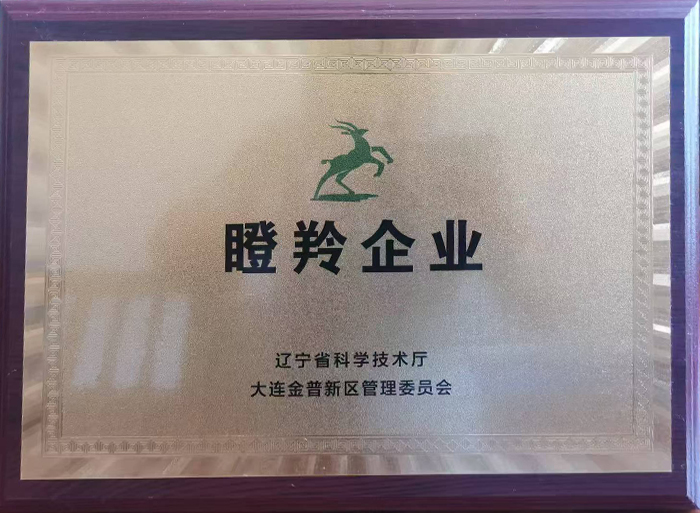 瞪羚企业
辽宁省科学技术厅
大连金普新区管理委员会